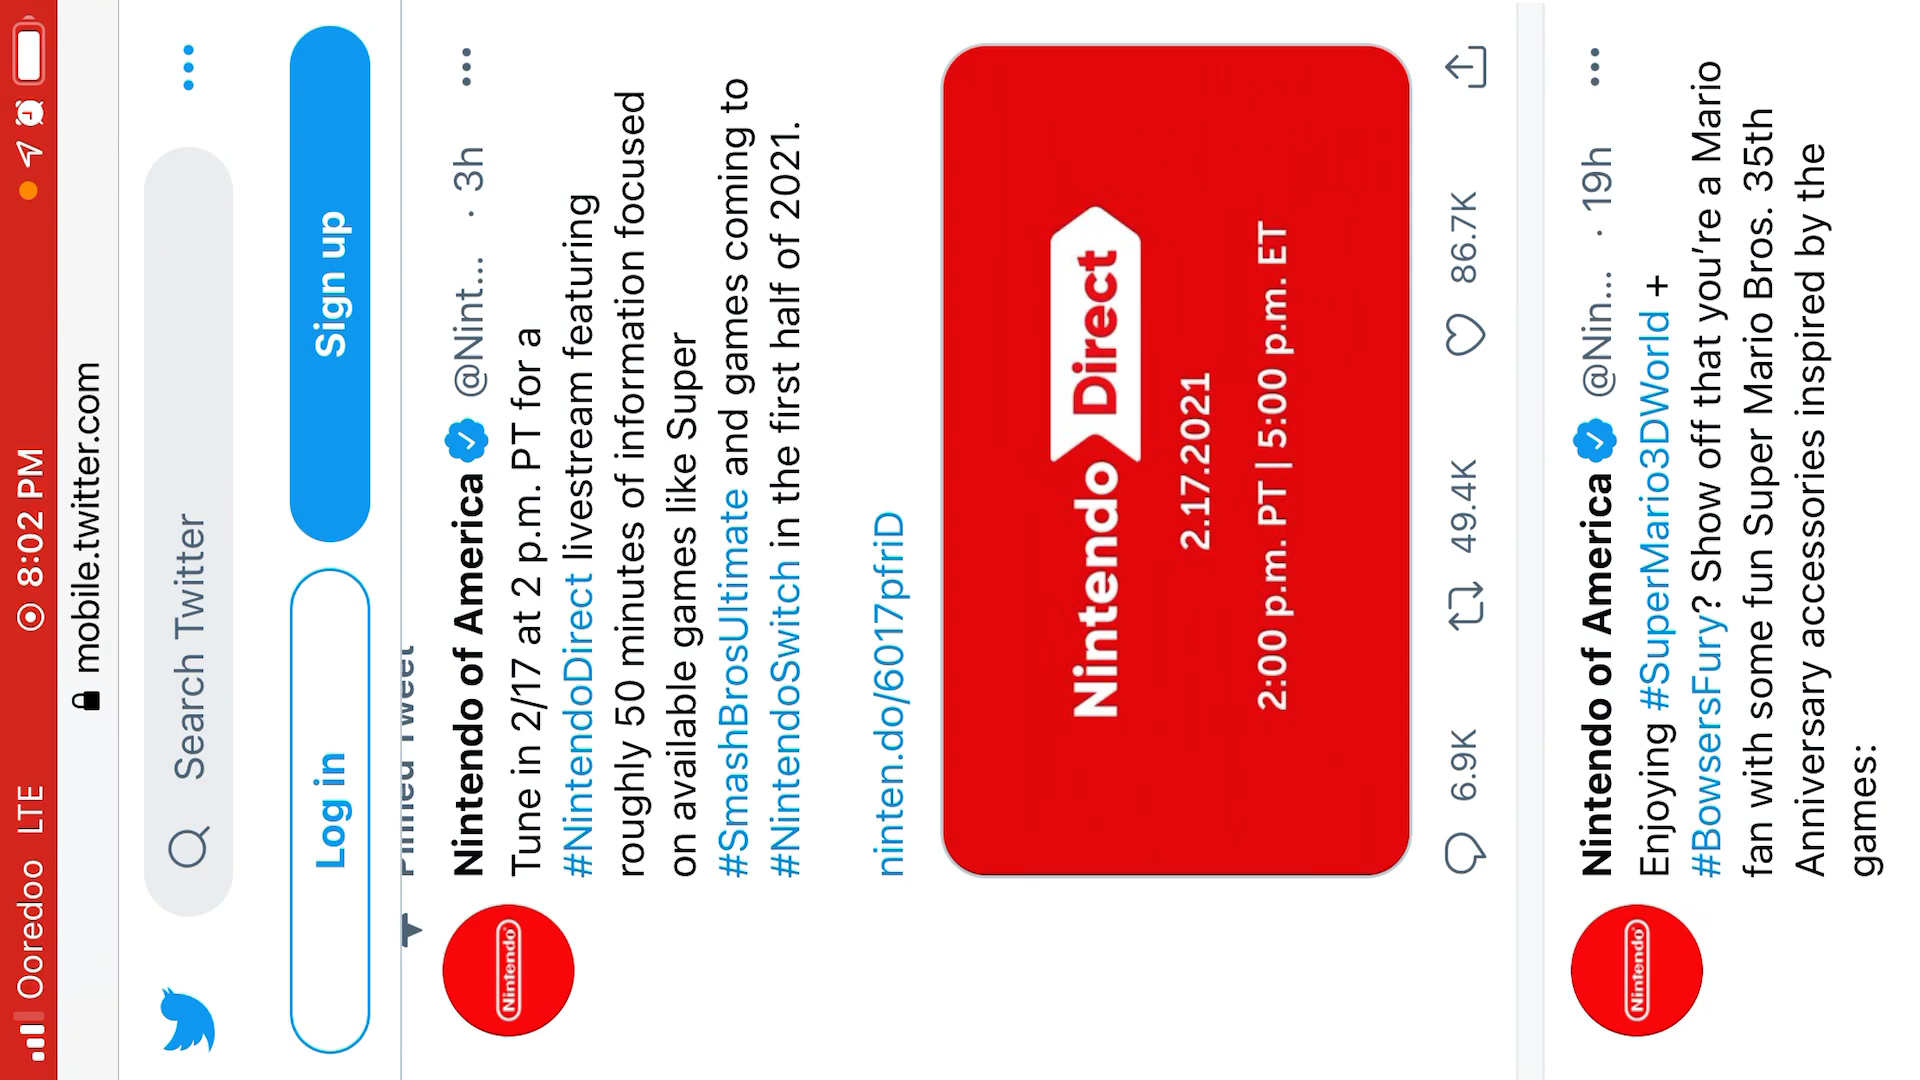 Ooredoo LTE 8:02 PM
mobile.twitter.com
Search Twitter
Log in Sign up
Pinned Tweet
Nintendo of America @Nint... · 3h
Tune in 2/17 at 2 p.m. PT for a
#NintendoDirect livestream featuring
roughly 50 minutes of information focused
on available games like Super
#SmashBrosUltimate and games coming to
#NintendoSwitch in the first half of 2021.
ninten.do/6017pfriD
Nintendo Direct
2.17.2021
2:00 p.m. PT | 5:00 p.m. ET
6.9K 49.4K 86.7K
Nintendo
Nintendo of America @Nin... · 19h
Enjoying #SuperMario3DWorld +
#BowsersFury? Show off that you're a Mario
fan with some fun Super Mario Bros. 35th
Anniversary accessories inspired by the
games:
Nintendo